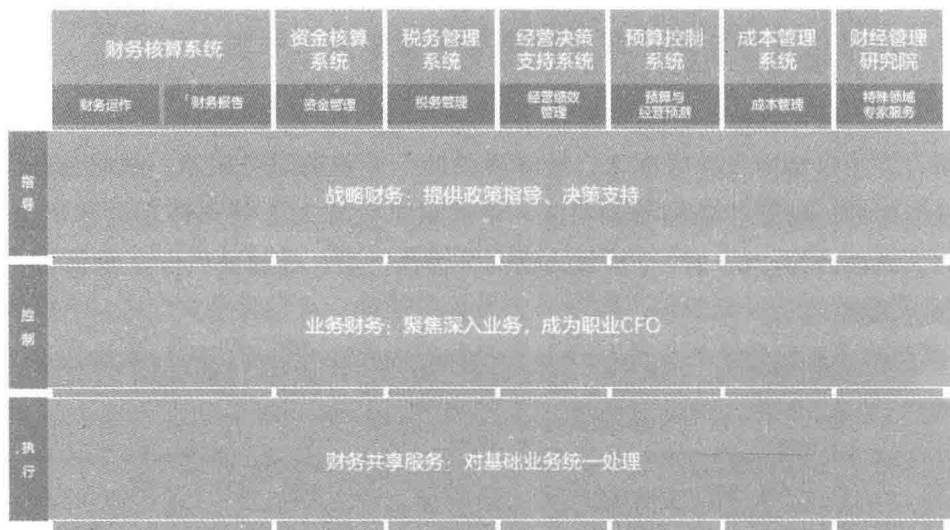 财务核算系统
资金核算
系统
税务管理
系统
经营决策
支持系统
预算控制
系统
成本管理
系统
财经管理
研究院
财务运作
财务报告
资金管理
税务管理
经营绩效
管理
预算与
经营预测
成本管理
特殊领域
专家服务
指导
战略财务：提供政策指导、决策支持
控制
业务财务：聚焦深入业务，成为职业CFO
执行
财务共享服务：对基础业务统一处理